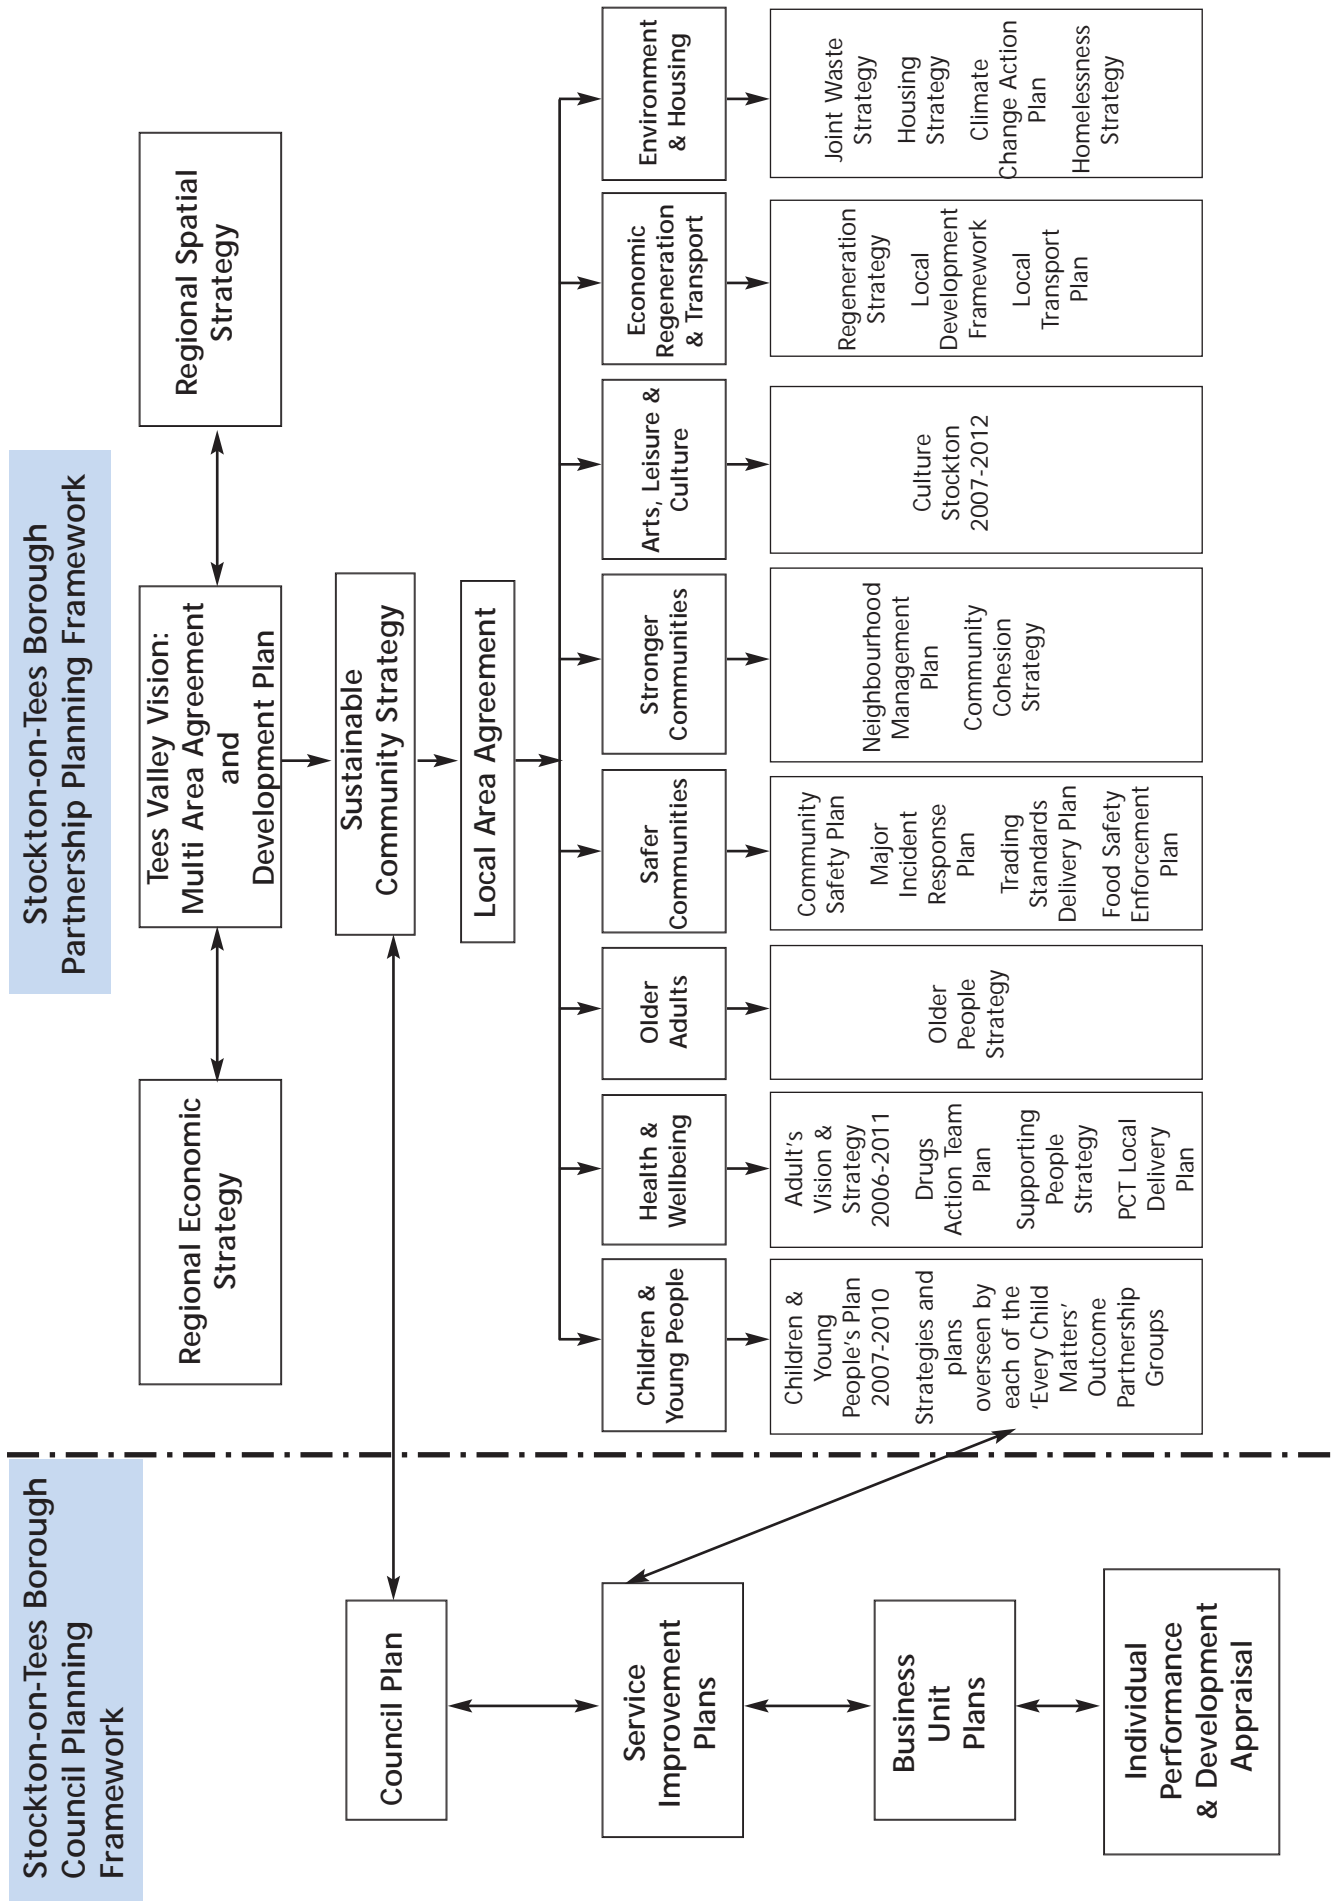 Stockton-on-Tees Borough
Council Planning
Framework
Stockton-on-Tees Borough
Partnership Planning Framework
Regional Economic
Strategy
Tees Valley Vision:
Multi Area Agreement
and
Development Plan
Regional Spatial
Strategy
Council Plan
Sustainable
Community Strategy
Local Area Agreement
Service
Improvement
Plans
Children &
Young People
Health &
Wellbeing
Older
Adults
Safer
Communities
Stronger
Communities
Arts, Leisure &
Culture
Economic
Regeneration
& Transport
Environment
& Housing
Business
Unit
Plans
Children &
Young
People's Plan
2007-2010
Strategies and
plans
overseen by
each of the
'Every Child
Matters'
Outcome
Partnership
Groups
Adult's
Vision &
Strategy
2006-2011
Drugs
Action Team
Plan
Supporting
People
Strategy
PCT Local
Delivery
Plan
Older
People
Strategy
Community
Safety Plan
Major
Incident
Response
Plan
Trading
Standards
Delivery Plan
Food Safety
Enforcement
Plan
Neighbourhood
Management
Plan
Community
Cohesion
Strategy
Culture
Stockton
2007-2012
Regeneration
Strategy
Local
Development
Framework
Local
Transport
Plan
Joint Waste
Strategy
Housing
Strategy
Climate
Change Action
Plan
Homelessness
Strategy
Individual
Performance
& Development
Appraisal